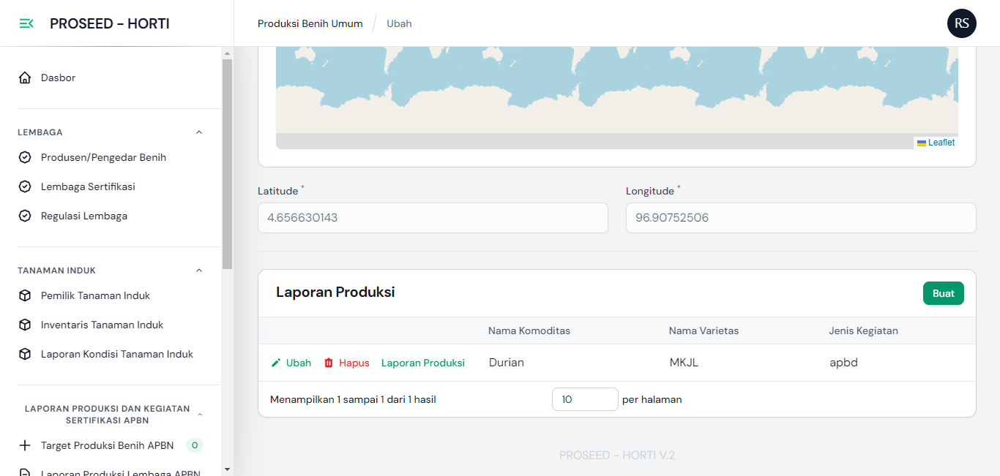 PROSEED - HORTI
Produksi Benih Umum
Ubah
RS
Dasbor
LEMBAGA
Produsen/Pengedar Benih
Lembaga Sertifikasi
Regulasi Lembaga
TANAMAN INDUK
Pemilik Tanaman Induk
Inventaris Tanaman Induk
Laporan Kondisi Tanaman Induk
LAPORAN PRODUKSI DAN KEGIATAN
SERTIFIKASI APBN
Target Produksi Benih APBN 0
Laporan Produksi Lembaga APBN
Leaflet
Latitude * Longitude *
4.656630143 96.90752506
Laporan Produksi Buat
Nama Komoditas Nama Varietas Jenis Kegiatan
Ubah Hapus Laporan Produksi Durian MKJL apbd
Menampilkan 1 sampai 1 dari 1 hasil 10 per halaman
PROSEED - HORTI V.2